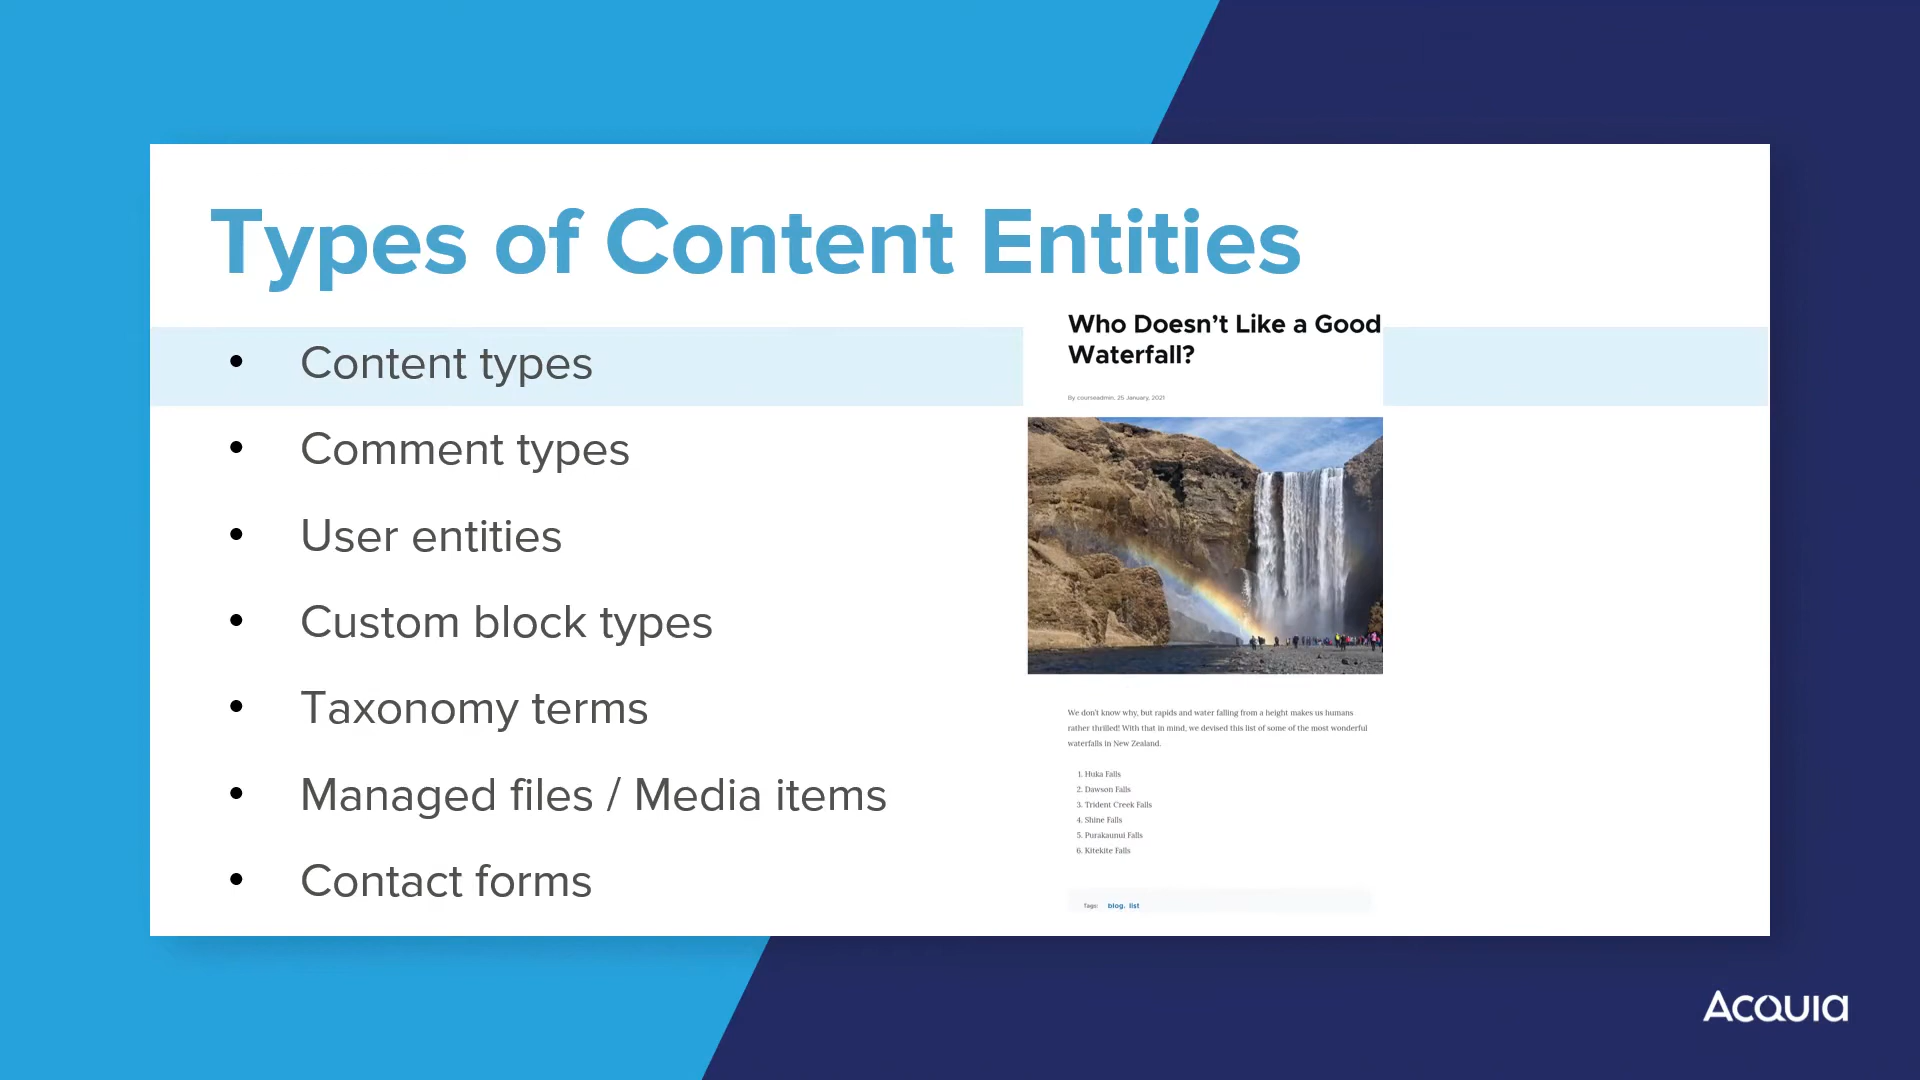 Types of Content Entities
• Content types
• Comment types
• User entities
• Custom block types
• Taxonomy terms
• Managed files / Media items
• Contact forms
Who Doesn't Like a Good
Waterfall?
By courseadmin, 25 January, 2021
We don't know why, but rapids and water falling from a height makes us humans
rather thrilled! With that in mind, we devised this list of some of the most wonderful
waterfalls in New Zealand.
1. Huka Falls
2. Dawson Falls
3. Trident Creek Falls
4. Shine Falls
5. Purakaunui Falls
6. Kitekite Falls
Tags: blog, list
Acquia